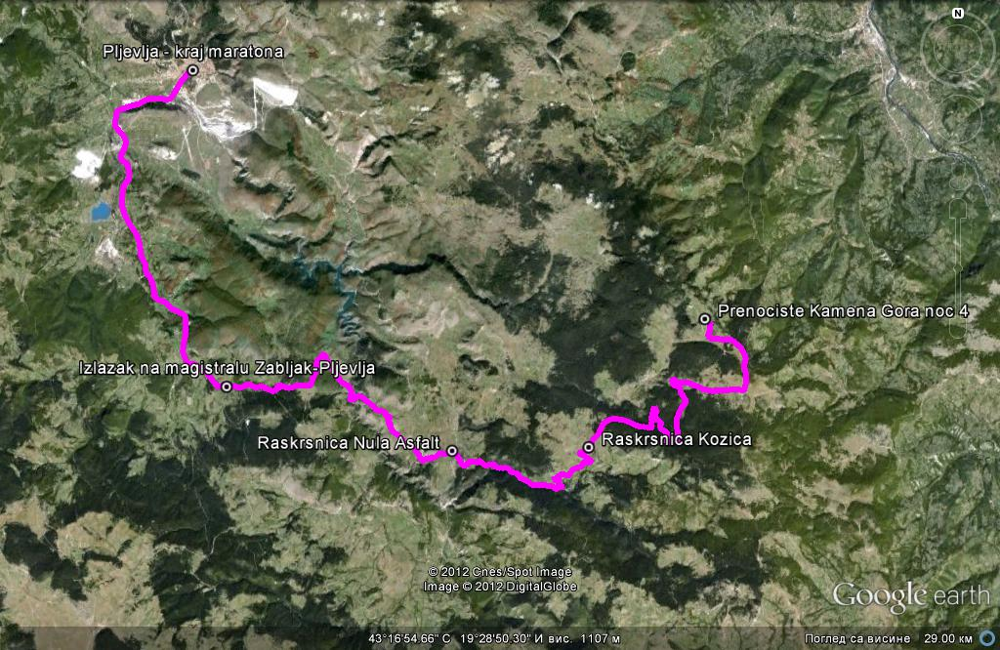 N
Pljevlja - kraj maratona
Prenociste Kamena Gora noc 4
Izlazak na magistralu Zabljak-Pljevlja
Raskrsnica Nula Asfalt
Raskrsnica Kozica
© 2012 Cnes/Spot Image
Image © 2012 DigitalGlobe
Google earth
43°16'54.66" С 19°28'50.30" И вис. 1107 м
Поглед са висине 29.00 км